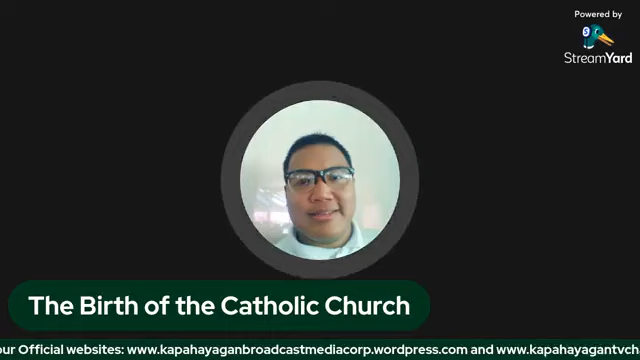 Powered by
StreamYard
The Birth of the Catholic Church
our Official websites: www.kapahayaganbroadcastmediacorp.wordpress.com and www.kapahayagantvch